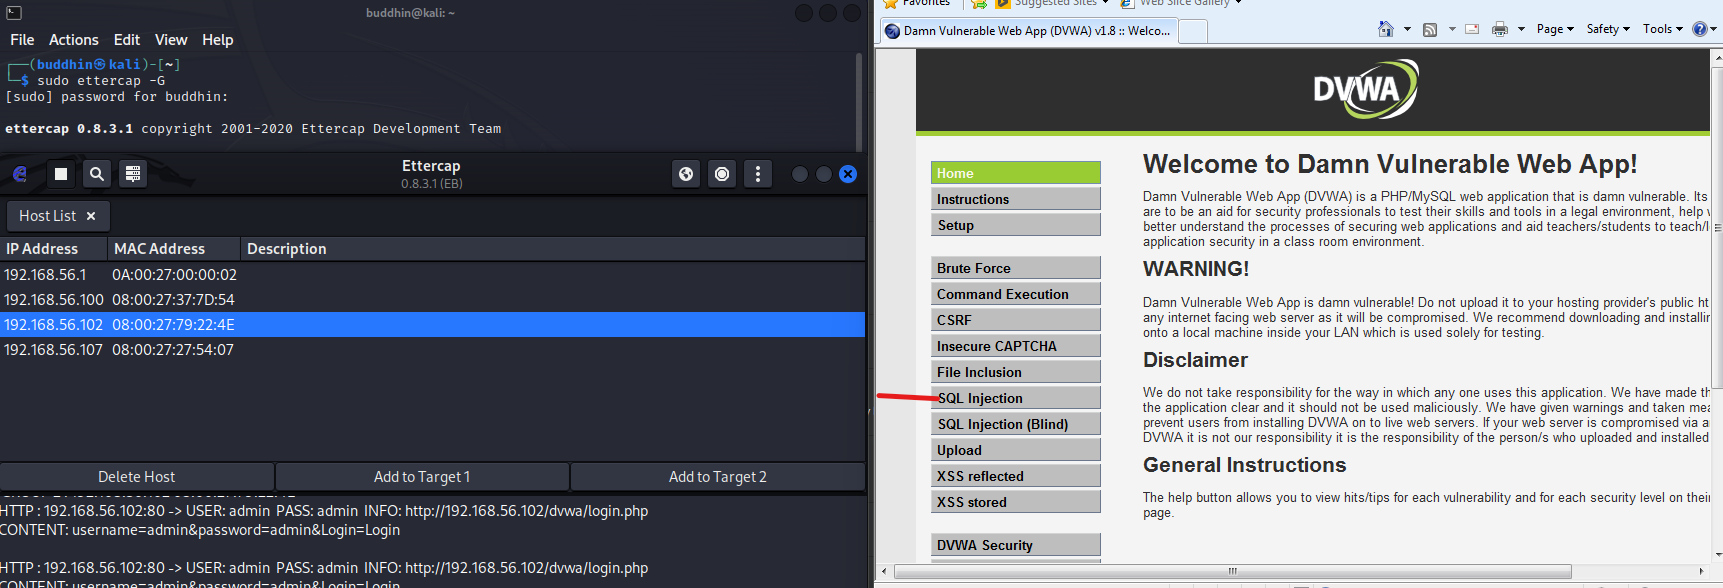 buddhin@kali: ~
File Actions Edit View Help
(buddhin㉿kali)-[~]
$ sudo ettercap -G
[sudo] password for buddhin:
ettercap 0.8.3.1 copyright 2001-2020 Ettercap Development Team
Ettercap
0.8.3.1 (EB)
Host List ×
IP Address MAC Address Description
192.168.56.1 0A:00:27:00:00:02
192.168.56.100 08:00:27:37:7D:54
192.168.56.102 08:00:27:79:22:4E
192.168.56.107 08:00:27:27:54:07
Delete Host Add to Target 1 Add to Target 2
HTTP : 192.168.56.102:80 -> USER: admin PASS: admin INFO: http://192.168.56.102/dvwa/login.php
CONTENT: username=admin&password=admin&Login=Login
HTTP : 192.168.56.102:80 -> USER: admin PASS: admin INFO: http://192.168.56.102/dvwa/login.php
CONTENT: username=admin&password=admin&Login=Login
Favorites Suggested Sites Web Slice Gallery
Damn Vulnerable Web App (DVWA) v1.8 :: Welco...
Page Safety Tools
DVWA
Home
Instructions
Setup
Brute Force
Command Execution
CSRF
Insecure CAPTCHA
File Inclusion
SQL Injection
SQL Injection (Blind)
Upload
XSS reflected
XSS stored
DVWA Security
Welcome to Damn Vulnerable Web App!
Damn Vulnerable Web App (DVWA) is a PHP/MySQL web application that is damn vulnerable. Its
are to be an aid for security professionals to test their skills and tools in a legal environment, help
better understand the processes of securing web applications and aid teachers/students to teach/
application security in a class room environment.
WARNING!
Damn Vulnerable Web App is damn vulnerable! Do not upload it to your hosting provider's public ht
any internet facing web server as it will be compromised. We recommend downloading and installin
onto a local machine inside your LAN which is used solely for testing.
Disclaimer
We do not take responsibility for the way in which any one uses this application. We have made th
the application clear and it should not be used maliciously. We have given warnings and taken mea
prevent users from installing DVWA on to live web servers. If your web server is compromised via a
DVWA it is not our responsibility it is the responsibility of the person/s who uploaded and installed
General Instructions
The help button allows you to view hits/tips for each vulnerability and for each security level on their
page.